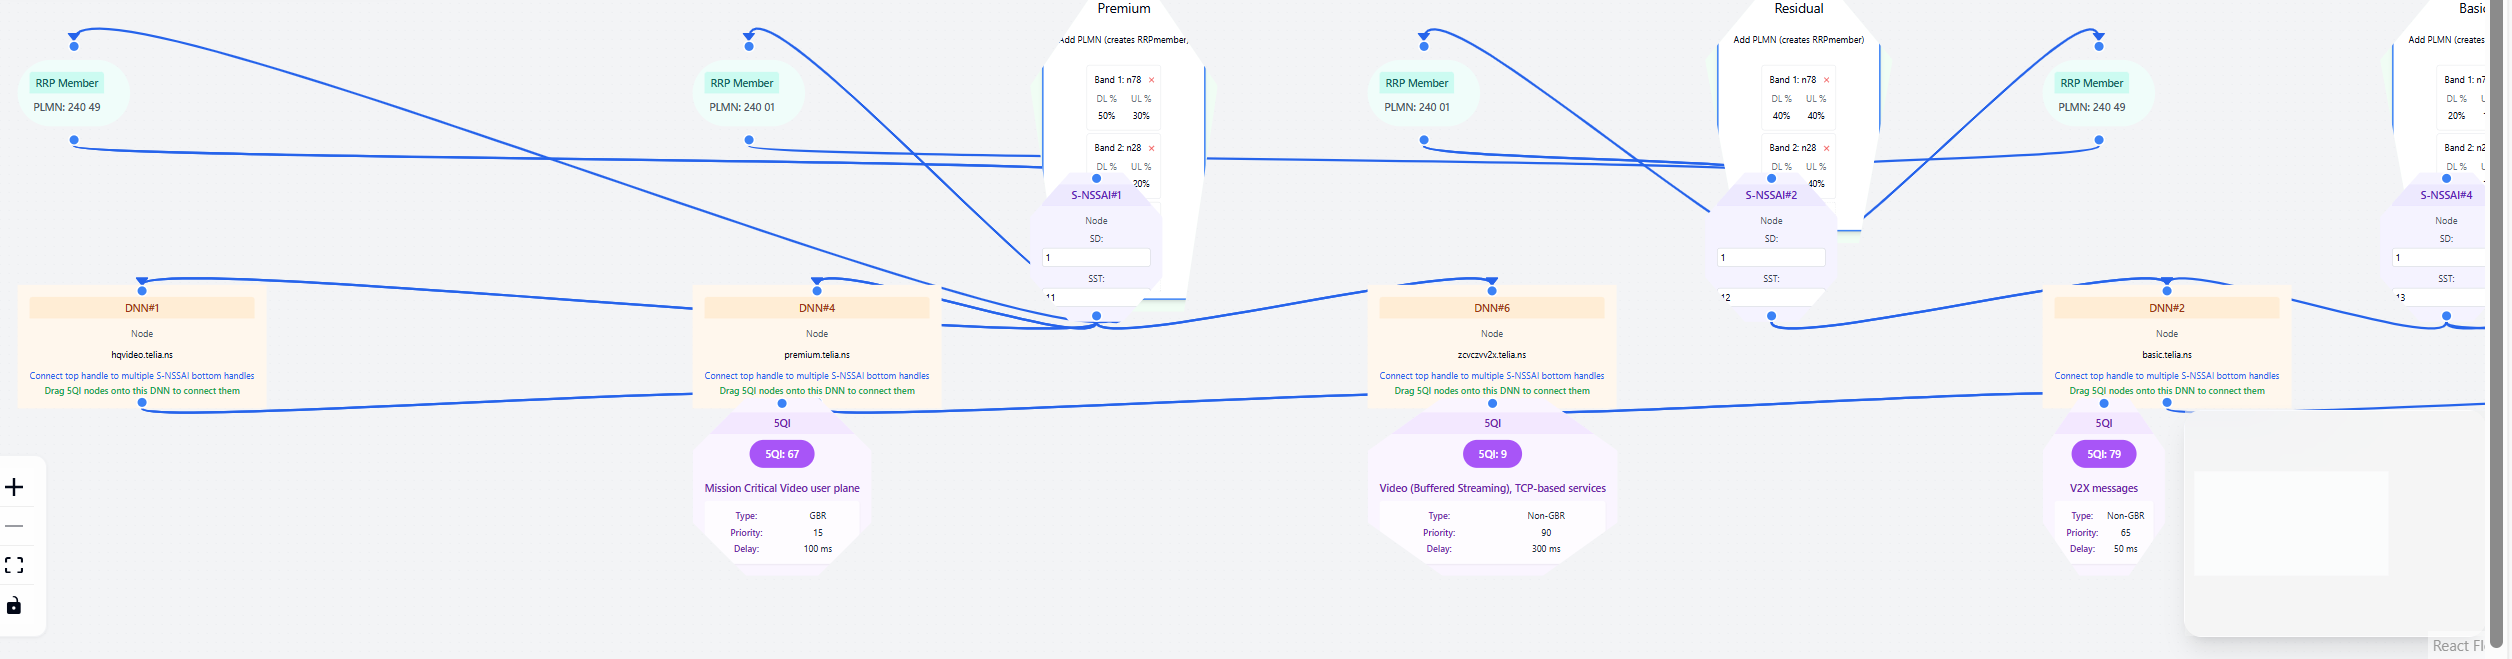 Premium
Add PLMN (creates RRPmember,
Band 1: n78 ×
DL % UL %
50% 30%
Band 2: n28 ×
DL % UL %
20%
Residual
Add PLMN (creates RRPmember)
Band 1: n78 ×
DL % UL %
40% 40%
Band 2: n28 ×
DL % UL %
40%
Basic
Add PLMN (creates
Band 1: n7
DL %
20%
Band 2: n2
DL %
RRP Member
PLMN: 240 49
RRP Member
PLMN: 240 01
RRP Member
PLMN: 240 01
RRP Member
PLMN: 240 49
S-NSSAI#1
Node
SD:
1
SST:
11
S-NSSAI#2
Node
SD:
1
SST:
12
S-NSSAI#4
Node
SD:
1
SST:
13
DNN#1
Node
hqvideo.telia.ns
Connect top handle to multiple S-NSSAI bottom handles
Drag 5QI nodes onto this DNN to connect them
DNN#4
Node
premium.telia.ns
Connect top handle to multiple S-NSSAI bottom handles
Drag 5QI nodes onto this DNN to connect them
DNN#6
Node
zcvczvv2x.telia.ns
Connect top handle to multiple S-NSSAI bottom handles
Drag 5QI nodes onto this DNN to connect them
DNN#2
Node
basic.telia.ns
Connect top handle to multiple S-NSSAI bottom handles
Drag 5QI nodes onto this DNN to connect them
5QI
5QI: 67
Mission Critical Video user plane
Type: GBR
Priority: 15
Delay: 100 ms
5QI
5QI: 9
Video (Buffered Streaming), TCP-based services
Type: Non-GBR
Priority: 90
Delay: 300 ms
5QI
5QI: 79
V2X messages
Type: Non-GBR
Priority: 65
Delay: 50 ms
React Fl